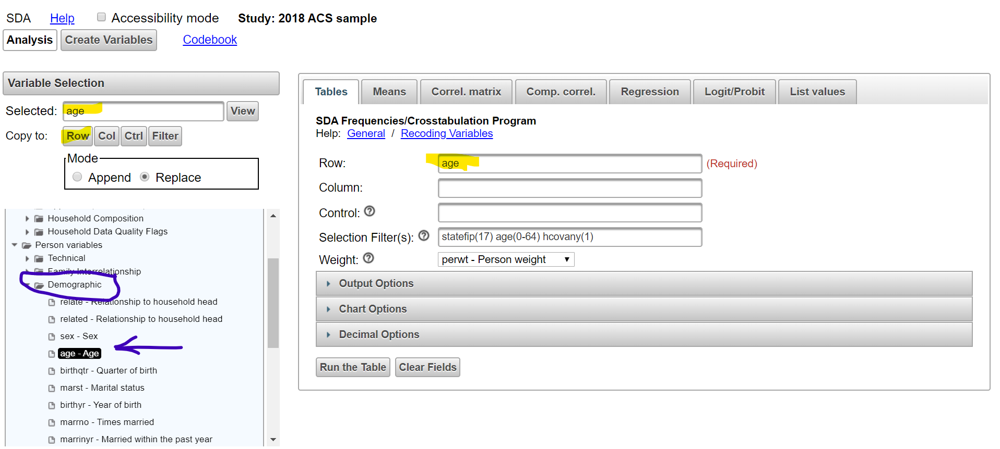 SDA Help Accessibility mode Study: 2018 ACS sample
Analysis Create Variables Codebook
Variable Selection
Selected: age View
Copy to: Row Col Ctrl Filter
Mode
Append Replace
Household Composition
Household Data Quality Flags
Person variables
Technical
Family Interrelationship
Demographic
relate - Relationship to household head
related - Relationship to household head
sex - Sex
age - Age
birthqtr - Quarter of birth
marst - Marital status
birthyr - Year of birth
marrno - Times married
marrinyr - Married within the past year
Tables Means Correl. matrix Comp. correl. Regression Logit/Probit List values
SDA Frequencies/Crosstabulation Program
Help: General / Recoding Variables
Row: age (Required)
Column:
Control: ?
Selection Filter(s): ? statefip(17) age(0-64) hcovany(1)
Weight: ? perwt - Person weight
Output Options
Chart Options
Decimal Options
Run the Table Clear Fields